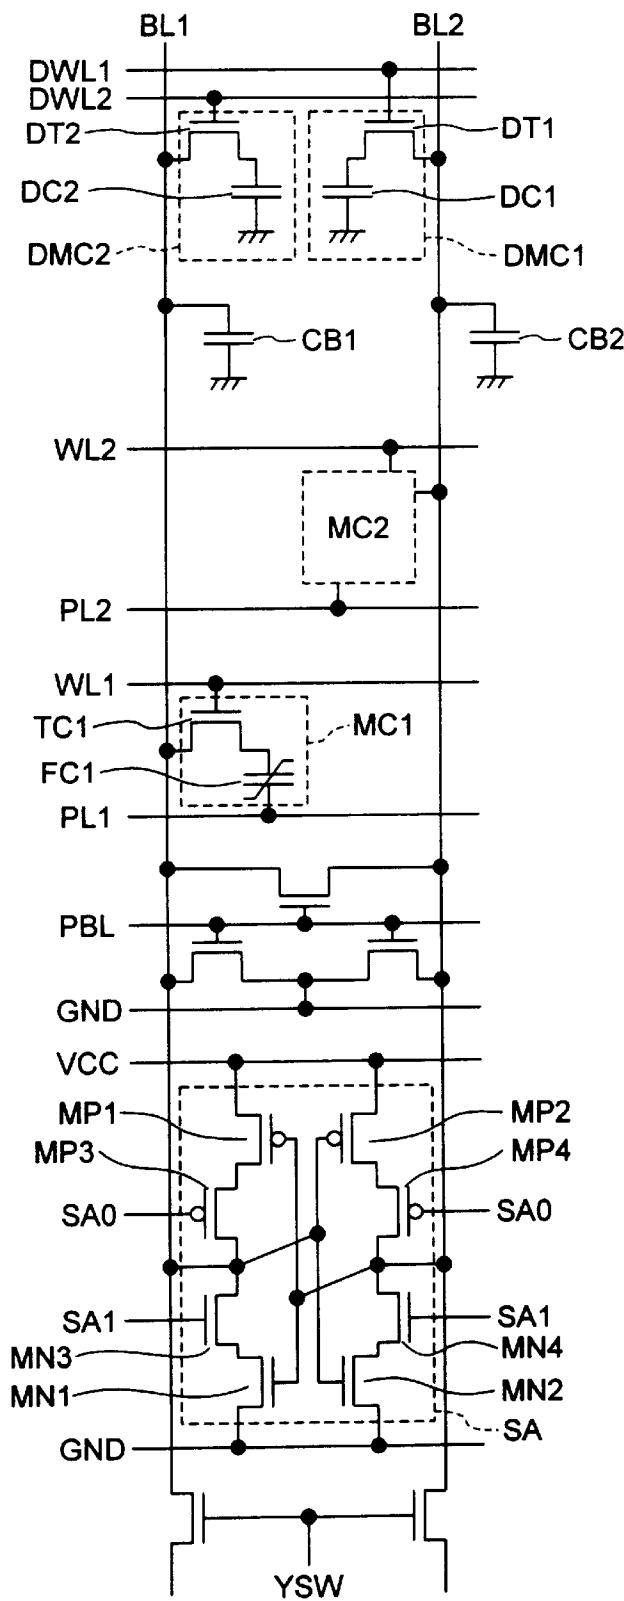 BL1 BL2
DWL1
DWL2
DT2 DT1
DC2 DC1
DMC2 DMC1
CB1 CB2
WL2
MC2
PL2
WL1
TC1 MC1
FC1
PL1
PBL
GND
VCC
MP1 MP2
MP3 MP4
SA0 SA0
SA1 SA1
MN3 MN4
MN1 MN2
SA
GND
YSW